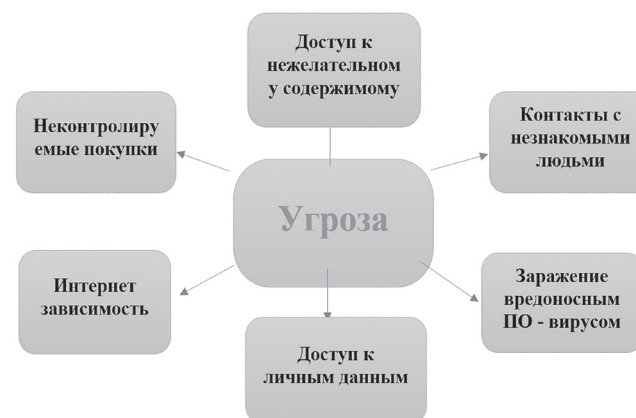 Доступ к
нежелательном
у содержимому
Неконтролиру
емые покупки
Контакты с
незнакомыми
людьми
Угроза
Интернет
зависимость
Заражение
вредоносным
ПО - вирусом
Доступ к
личным данным